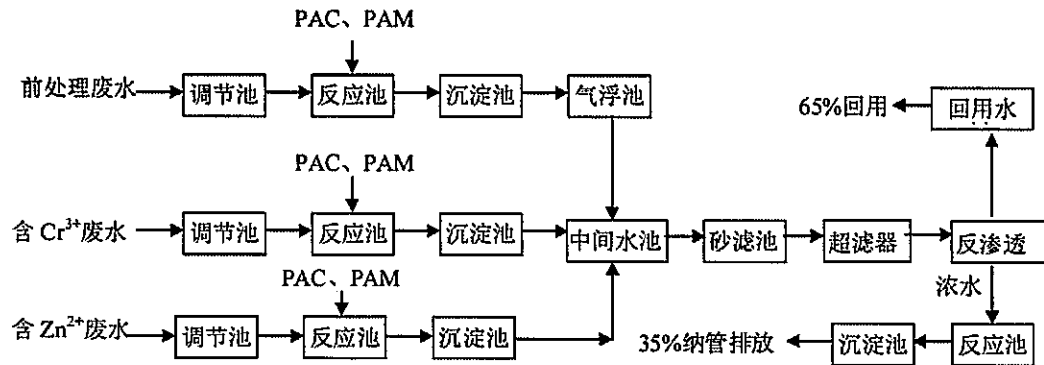 PAC、PAM
前处理废水 调节池 反应池 沉淀池 气浮池
65%回用 回用水
PAC、PAM
含 Cr³⁺废水 调节池 反应池 沉淀池 中间水池 砂滤池 超滤器 反渗透
PAC、PAM
浓水
含 Zn²⁺废水 调节池 反应池 沉淀池
35%纳管排放 沉淀池 反应池